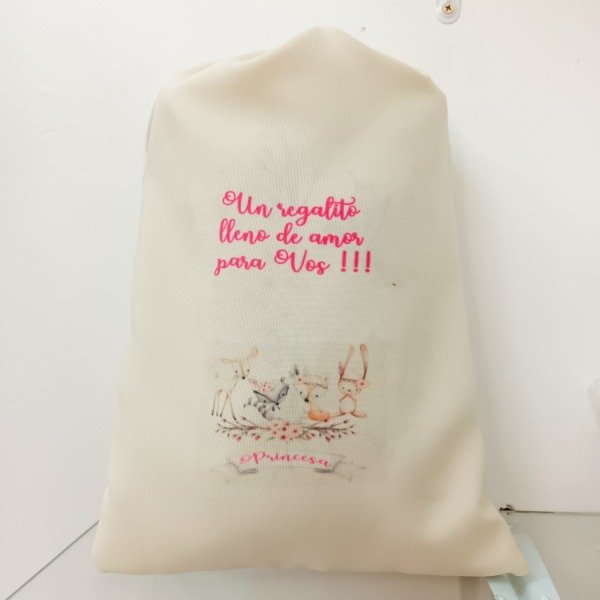 Un regalito
lleno de amor
para Vos !!!
Princesa